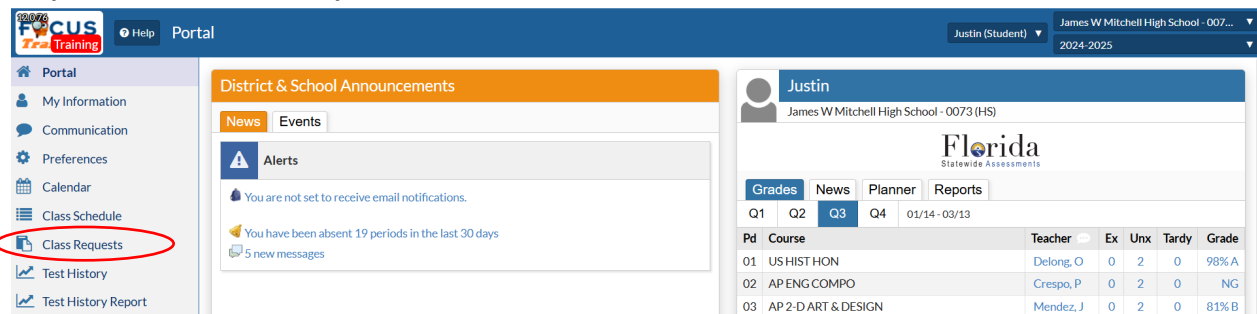 12.0.7.6
FOCUS
Training
Help
Portal
Justin (Student)
James W Mitchell High School - 007...
2024-2025
Portal
My Information
Communication
Preferences
Calendar
Class Schedule
Class Requests
Test History
Test History Report
District & School Announcements
News Events
Alerts
You are not set to receive email notifications.
You have been absent 19 periods in the last 30 days
5 new messages
Justin
James W Mitchell High School - 0073 (HS)
Florida
Statewide Assessments
Grades News Planner Reports
Q1 Q2 Q3 Q4 01/14 - 03/13
Pd Course Teacher Ex Unx Tardy Grade
01 US HIST HON Delong, O 0 2 0 98% A
02 AP ENG COMPO Crespo, P 0 2 0 NG
03 AP 2-D ART & DESIGN Mendez, J 0 2 0 81% B